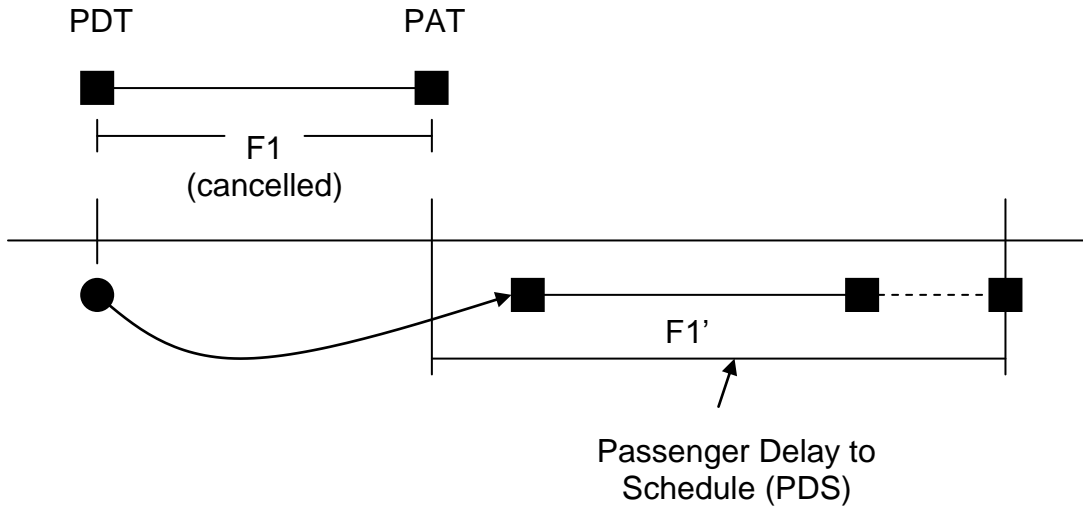 PDT
PAT
F1
(cancelled)
F1’
Passenger Delay to
Schedule (PDS)